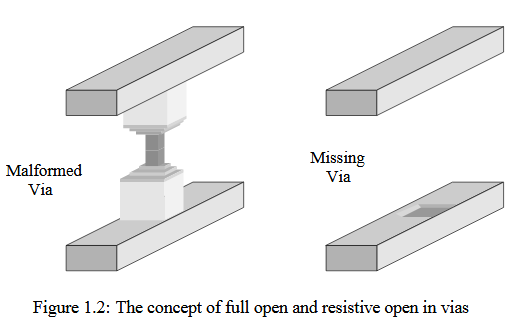 Malformed
Via
Missing
Via
Figure 1.2: The concept of full open and resistive open in vias